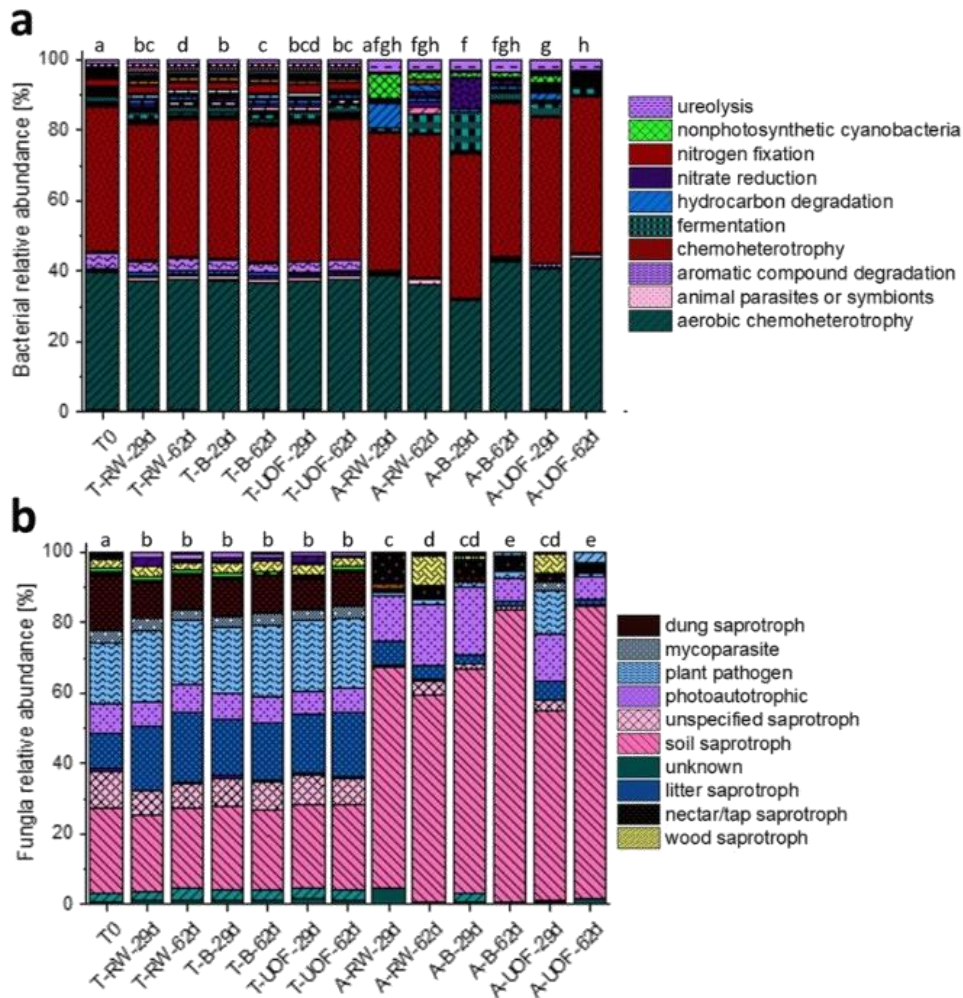 a
a bc d b c bcd bc afgh fgh f fgh g h
Bacterial relative abundance [%]
100
80
60
40
20
0
T0
T-RW-29d
T-RW-62d
T-B-29d
T-B-62d
T-UOF-29d
T-UOF-62d
A-RW-29d
A-RW-62d
A-B-29d
A-B-62d
A-UOF-29d
A-UOF-62d
ureolysis
nonphotosynthetic cyanobacteria
nitrogen fixation
nitrate reduction
hydrocarbon degradation
fermentation
chemoheterotrophy
aromatic compound degradation
animal parasites or symbionts
aerobic chemoheterotrophy
b
a b b b b b b c d cd e cd e
Fungla relative abundance [%]
100
80
60
40
20
0
T0
T-RW-29d
T-RW-62d
T-B-29d
T-B-62d
T-UOF-29d
T-UOF-62d
A-RW-29d
A-RW-62d
A-B-29d
A-B-62d
A-UOF-29d
A-UOF-62d
dung saprotroph
mycoparasite
plant pathogen
photoautotrophic
unspecified saprotroph
soil saprotroph
unknown
litter saprotroph
nectar/tap saprotroph
wood saprotroph